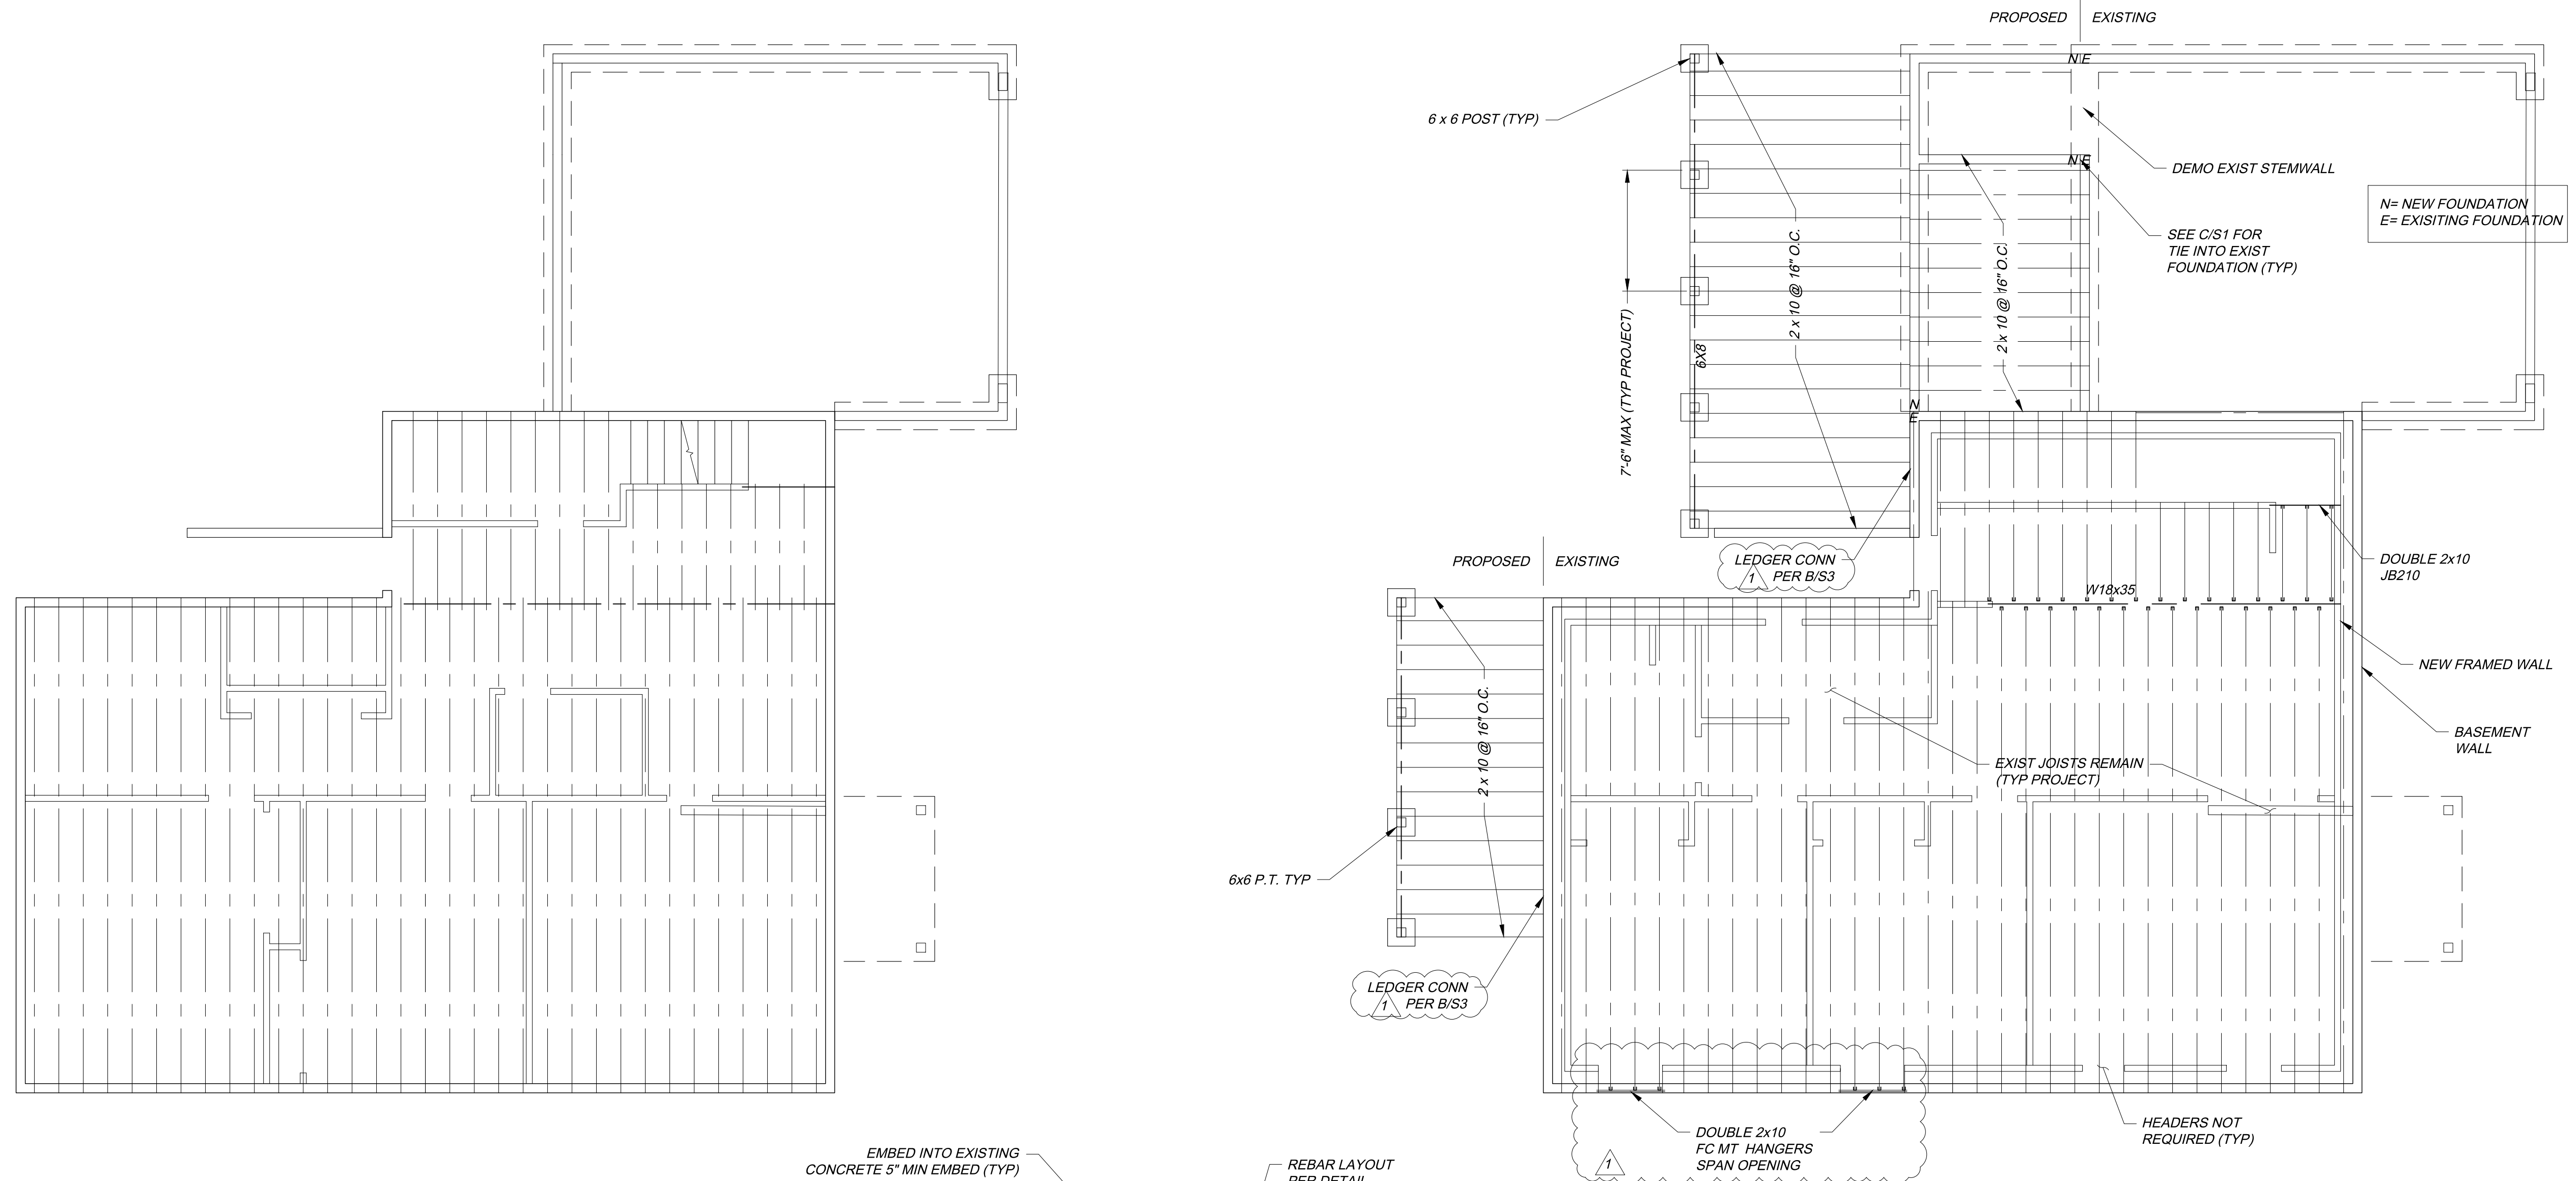 PROPOSED
EXISTING
N E
6 x 6 POST (TYP)
N E
DEMO EXIST STEMWALL
N= NEW FOUNDATION
E= EXISITING FOUNDATION
SEE C/S1 FOR
TIE INTO EXIST
FOUNDATION (TYP)
2 x 10 @ 16" O.C.
2 x 10 @ 16" O.C.
7'-6" MAX (TYP PROJECT)
6X8
N
E
PROPOSED
EXISTING
LEDGER CONN
1 PER B/S3
DOUBLE 2x10
JB210
W18x35
NEW FRAMED WALL
2 x 10 @ 16" O.C.
BASEMENT
WALL
EXIST JOISTS REMAIN
(TYP PROJECT)
6x6 P.T. TYP
LEDGER CONN
1 PER B/S3
DOUBLE 2x10
FC MT HANGERS
SPAN OPENING
1
HEADERS NOT
REQUIRED (TYP)
EMBED INTO EXISTING
CONCRETE 5" MIN EMBED (TYP)
REBAR LAYOUT
PER DETAIL